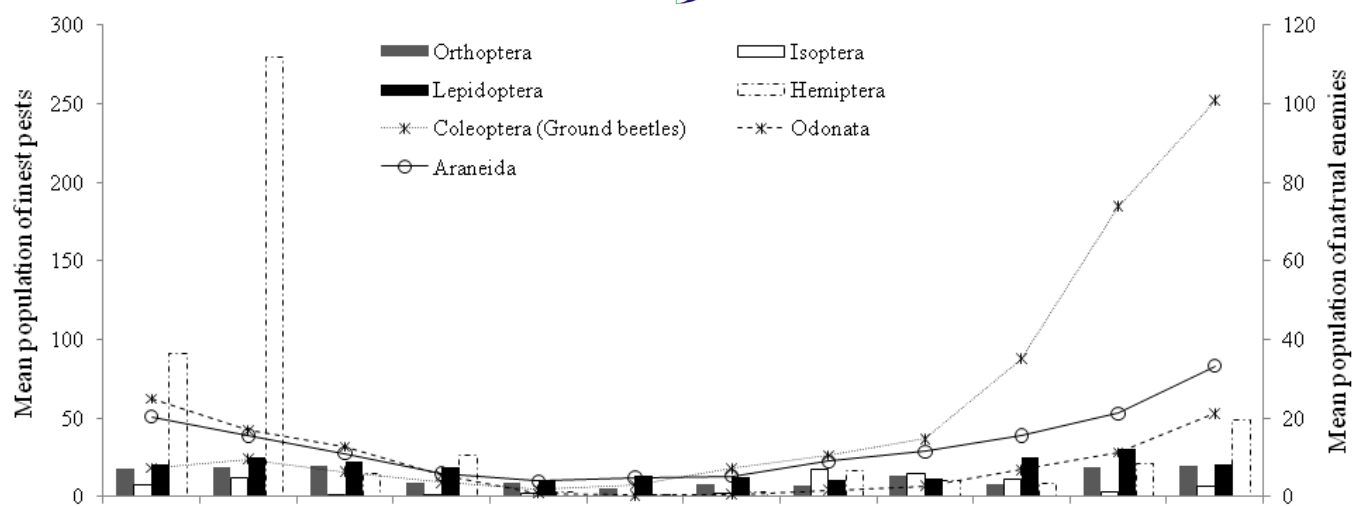 300
250
200
150
100
50
0
Mean population of inest pests
Orthoptera
Isoptera
Lepidoptera
Hemiptera
Coleoptera (Ground beetles)
Odonata
Araneida
120
100
80
60
40
20
0
Mean population of natrual enemies